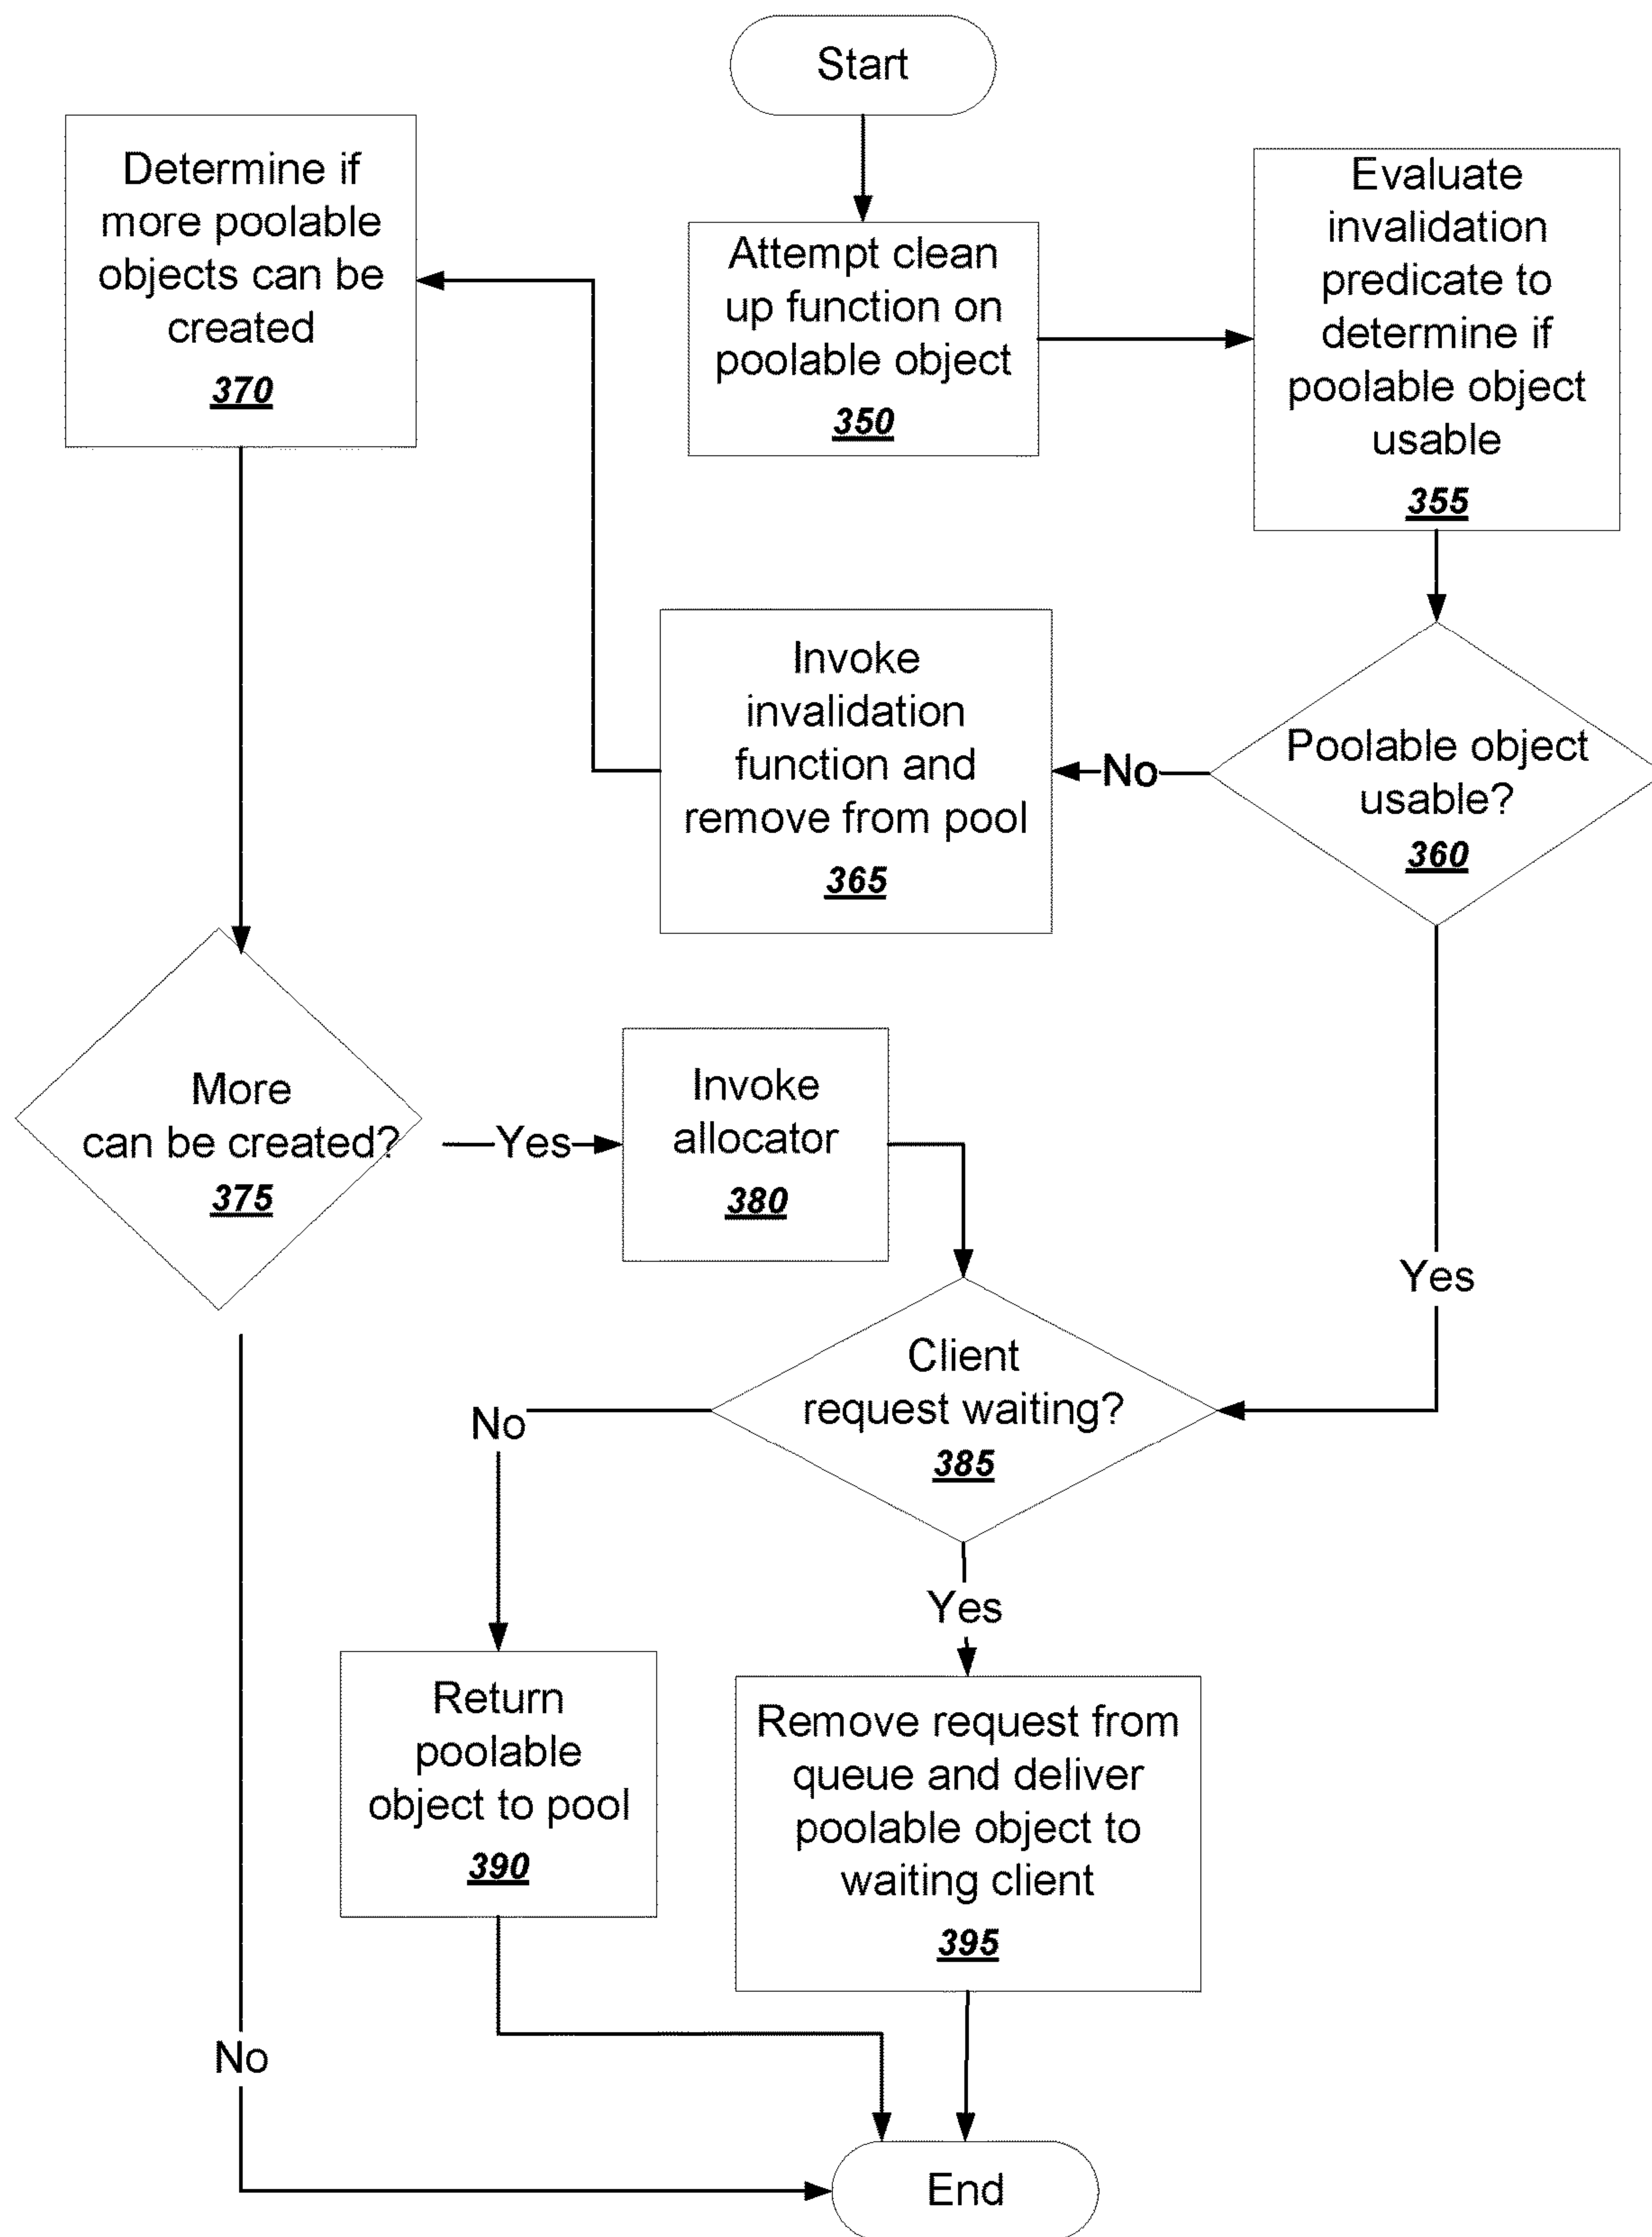 Start
Determine if
more poolable
objects can be
created
370
Attempt clean
up function on
poolable object
350
Evaluate
invalidation
predicate to
determine if
poolable object
usable
355
Invoke
invalidation
function and
remove from pool
365
No
Poolable object
usable?
360
More
can be created?
375
Yes
Invoke
allocator
380
Yes
Client
request waiting?
385
No
Yes
Return
poolable
object to pool
390
Remove request from
queue and deliver
poolable object to
waiting client
395
No
End